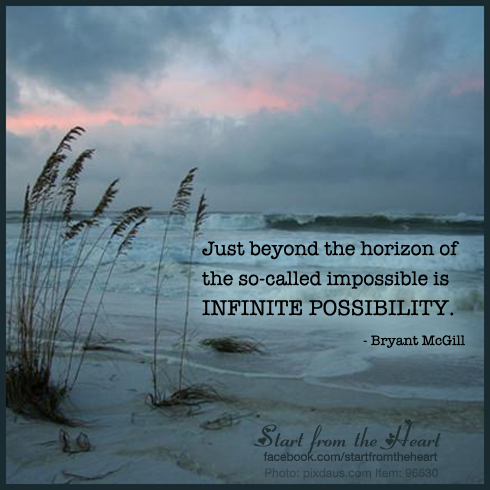 Just beyond the horizon of
the so-called impossible is
INFINITE POSSIBILITY.
- Bryant McGill
Start from the Heart
facebook.com/startfromtheheart
Photo: pixdaus.com Item: 96630